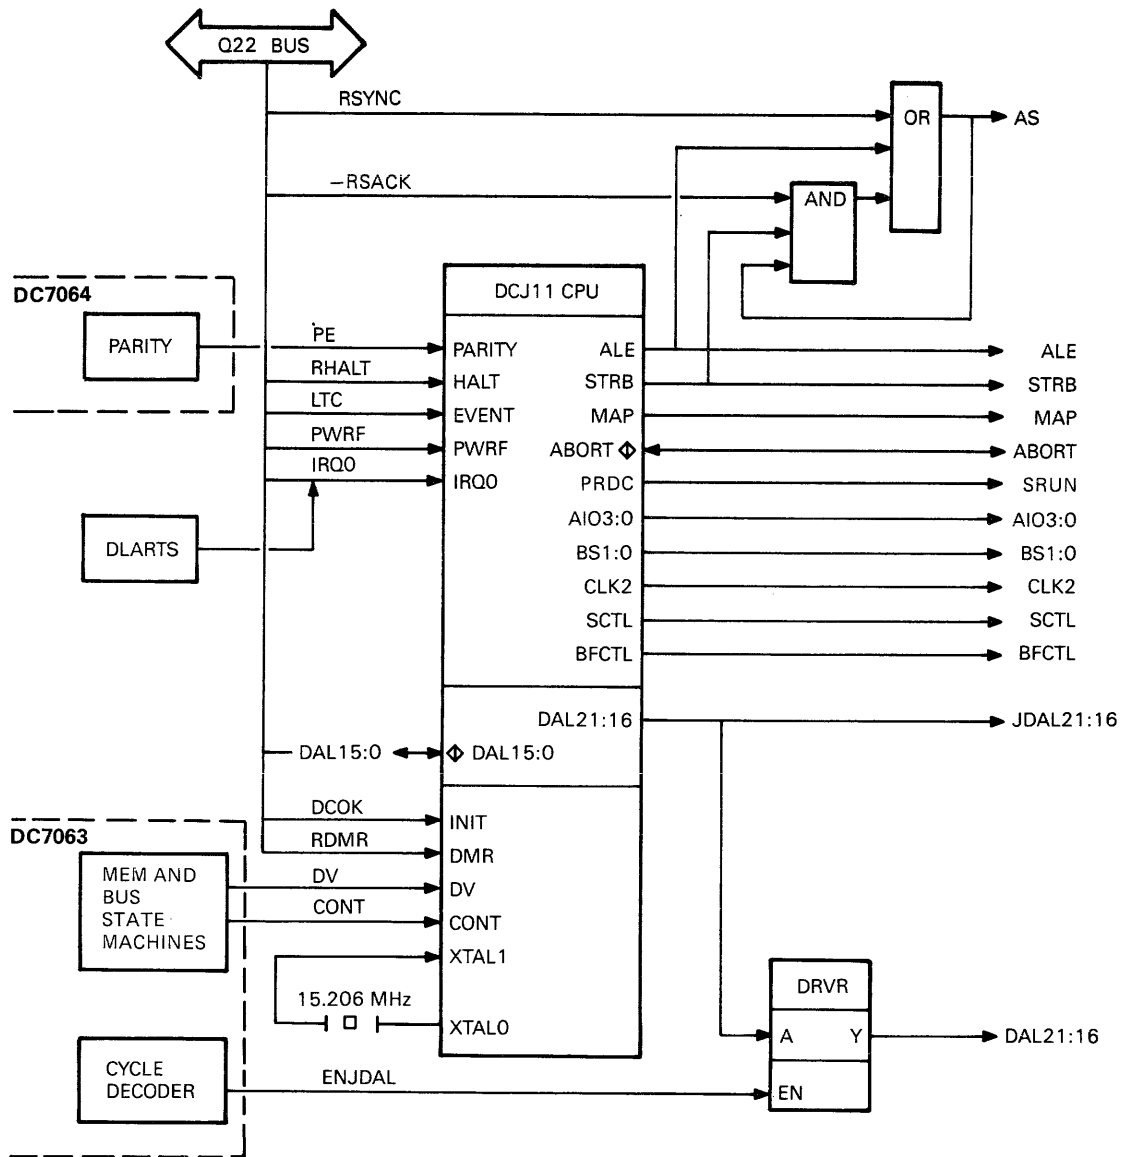 Q22 BUS
RSYNC
OR
AS
–RSACK
AND
DC7064
DCJ11 CPU
PARITY
PE
PARITY
ALE
ALE
RHALT
HALT
STRB
STRB
LTC
EVENT
MAP
MAP
PWRF
PWRF
ABORT
ABORT
IRQ0
IRQ0
PRDC
SRUN
AIO3:0
AIO3:0
DLARTS
BS1:0
BS1:0
CLK2
CLK2
SCTL
SCTL
BFCTL
BFCTL
DAL21:16
JDAL21:16
DAL15:0
DAL15:0
DCOK
INIT
DC7063
RDMR
DMR
MEM AND
BUS
STATE
MACHINES
DV
DV
CONT
CONT
XTAL1
15.206 MHz
XTALO
DRVR
A
Y
DAL21:16
CYCLE
DECODER
ENJDAL
EN